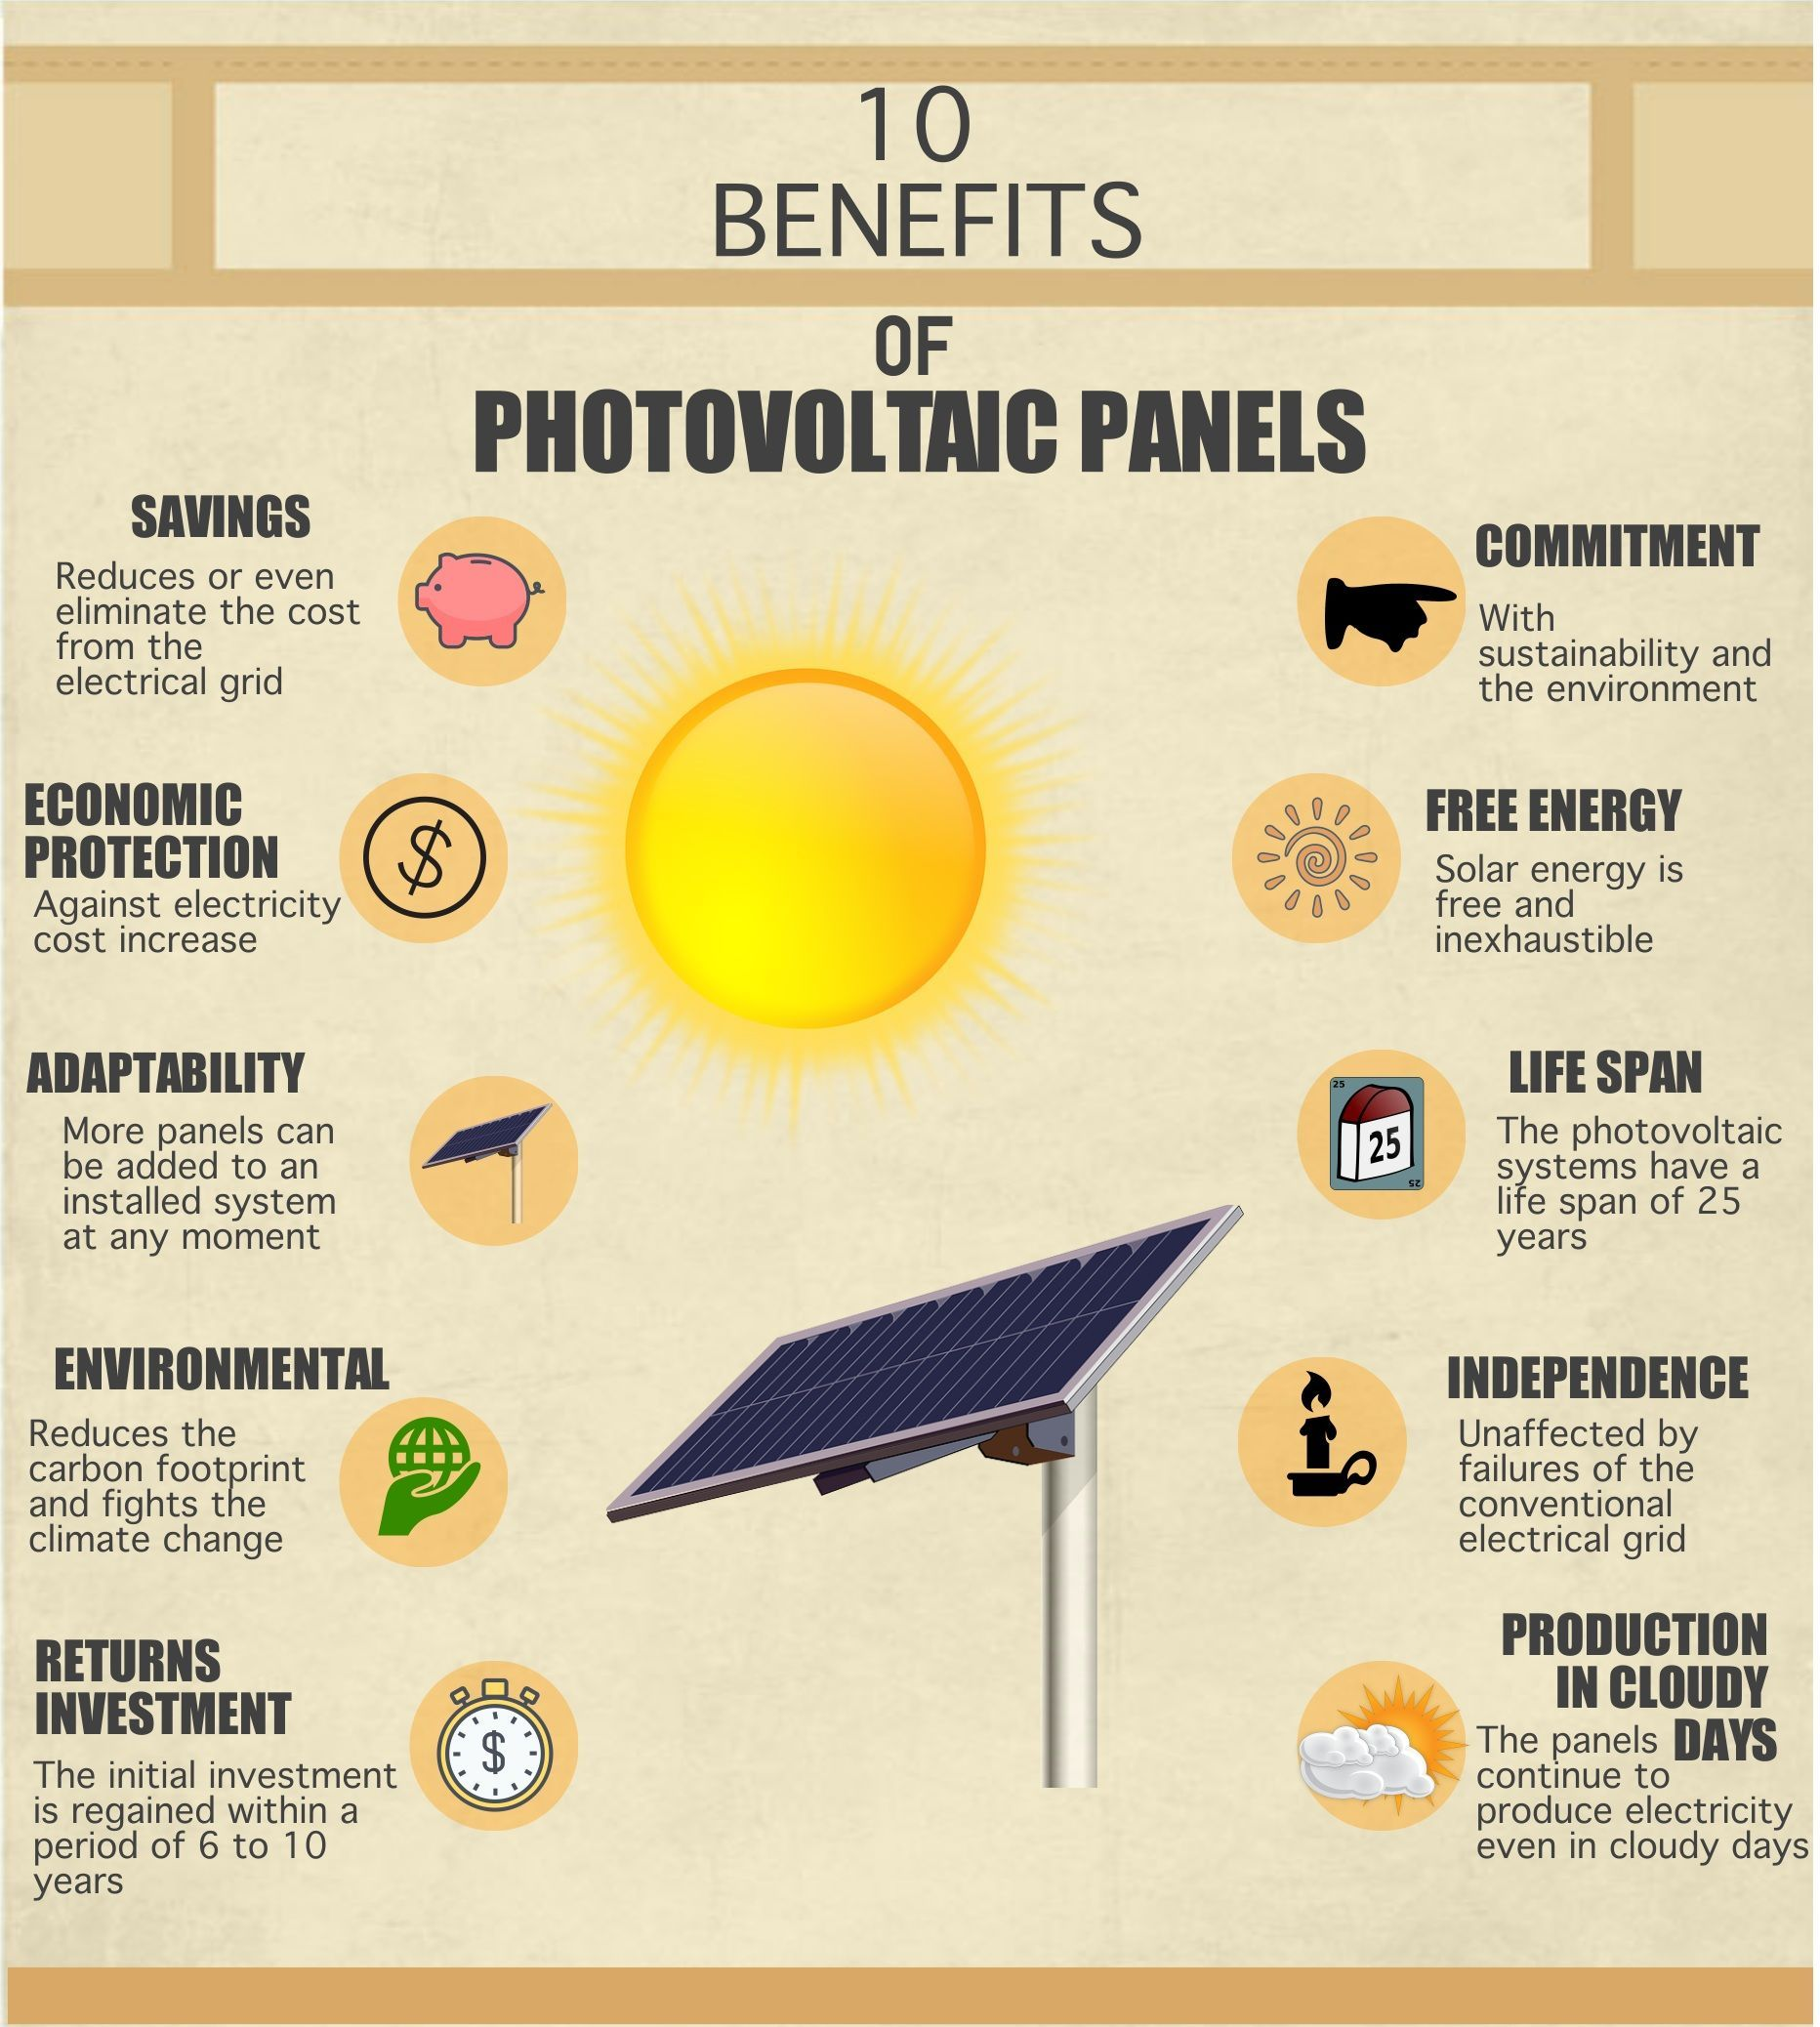 10
BENEFITS
OF
PHOTOVOLTAIC PANELS
SAVINGS
Reduces or even
eliminate the cost
from the
electrical grid
ECONOMIC
PROTECTION
Against electricity
cost increase
ADAPTABILITY
More panels can
be added to an
installed system
at any moment
ENVIRONMENTAL
Reduces the
carbon footprint
and fights the
climate change
RETURNS
INVESTMENT
The initial investment
is regained within a
period of 6 to 10
years
$
$
COMMITMENT
With
sustainability and
the environment
FREE ENERGY
Solar energy is
free and
inexhaustible
25
25
25
LIFE SPAN
The photovoltaic
systems have a
life span of 25
years
INDEPENDENCE
Unaffected by
failures of the
conventional
electrical grid
PRODUCTION
IN CLOUDY
DAYS
The panels
continue to
produce electricity
even in cloudy days